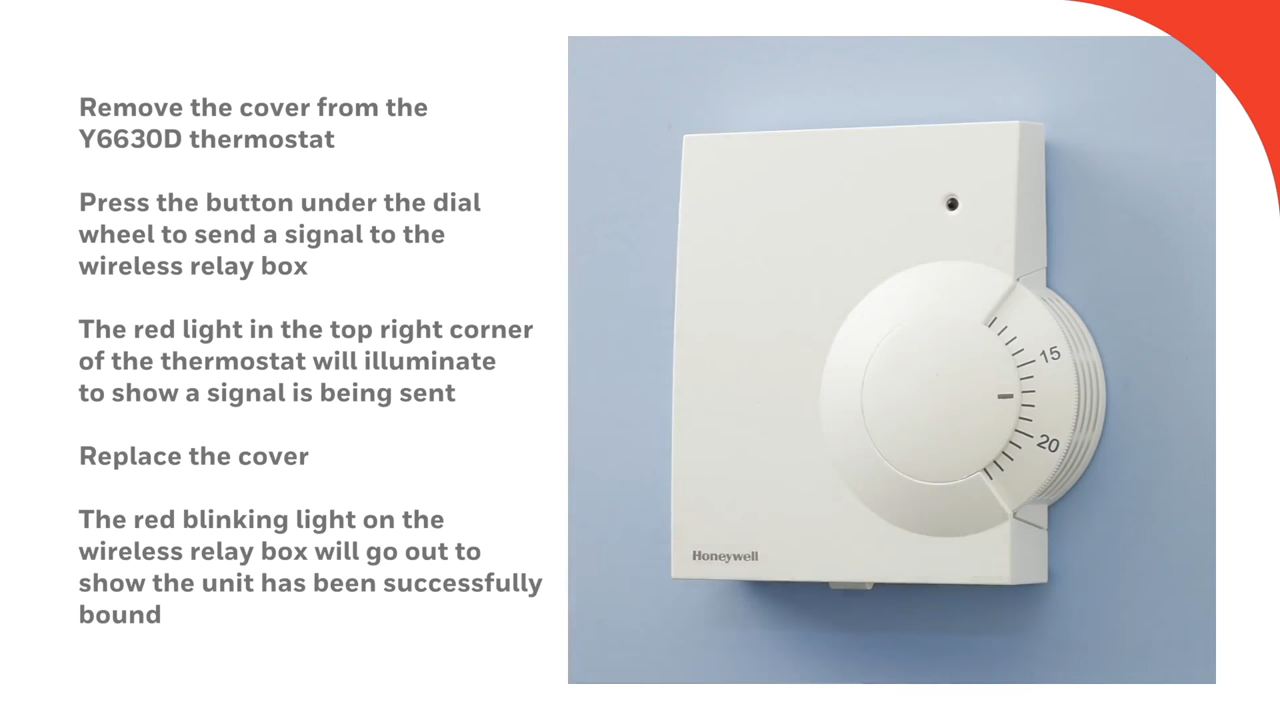 Remove the cover from the
Y6630D thermostat
Press the button under the dial
wheel to send a signal to the
wireless relay box
The red light in the top right corner
of the thermostat will illuminate
to show a signal is being sent
Replace the cover
The red blinking light on the
wireless relay box will go out to
show the unit has been successfully
bound
15
20
Honeywell